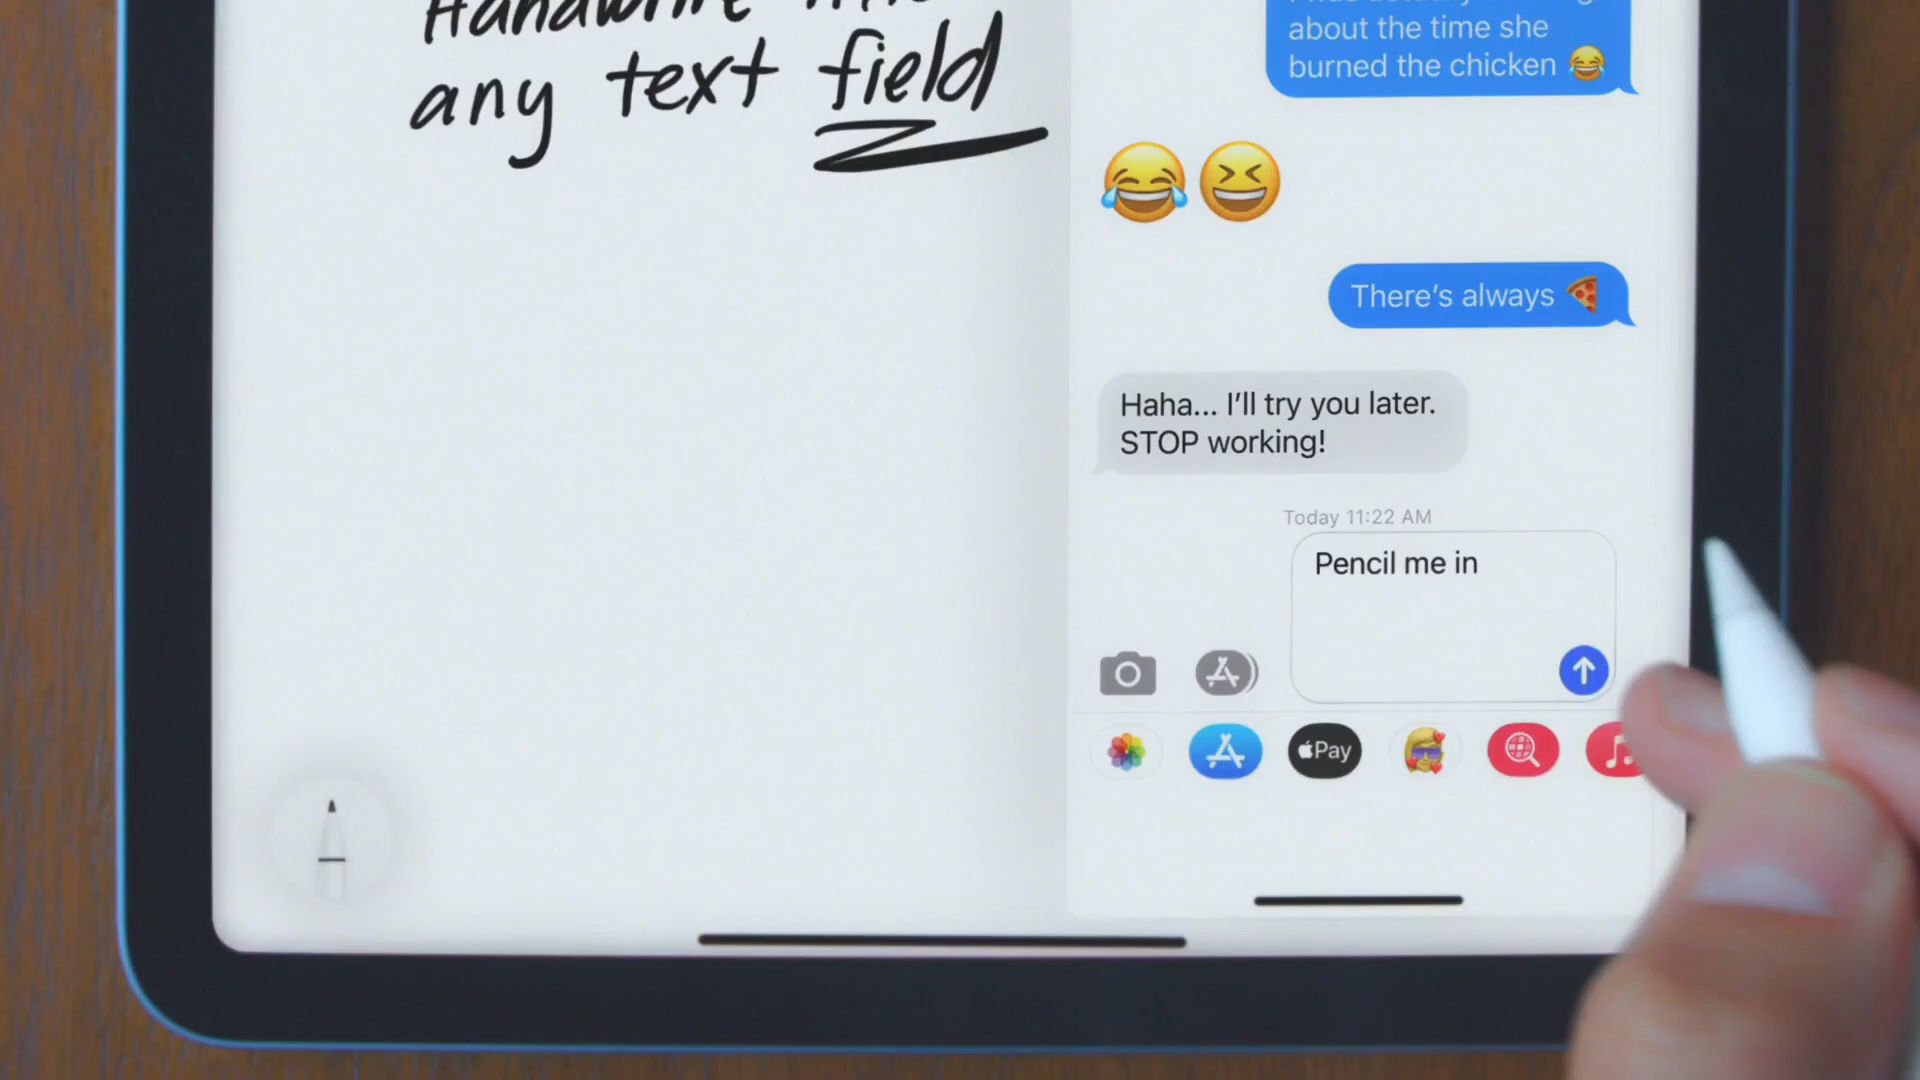 any text field
about the time she
burned the chicken 😂
😂😆
There's always 🍕
Haha... I'll try you later.
STOP working!
Today 11:22 AM
Pencil me in
Pay